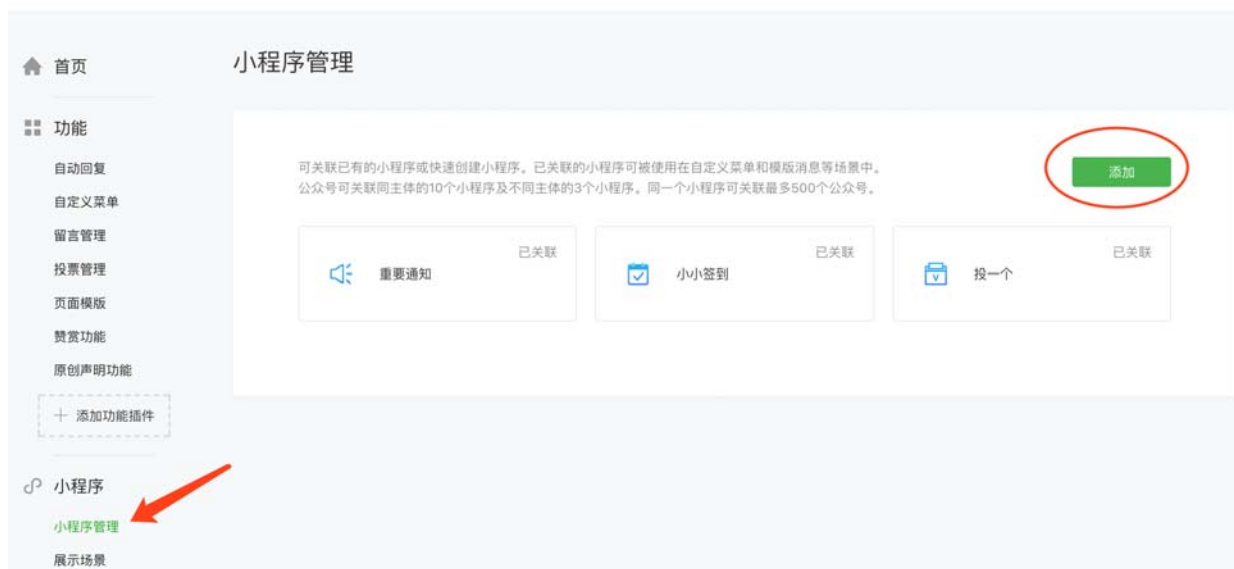 首页
功能
自动回复
自定义菜单
留言管理
投票管理
页面模版
赞赏功能
原创声明功能
添加功能插件
小程序
小程序管理
展示场景
小程序管理
可关联已有的小程序或快速创建小程序。已关联的小程序可被使用在自定义菜单和模版消息等场景中。
公众号可关联同主体的10个小程序及不同主体的3个小程序。同一个小程序可关联最多500个公众号。
添加
已关联
重要通知
已关联
小小签到
已关联
投一个